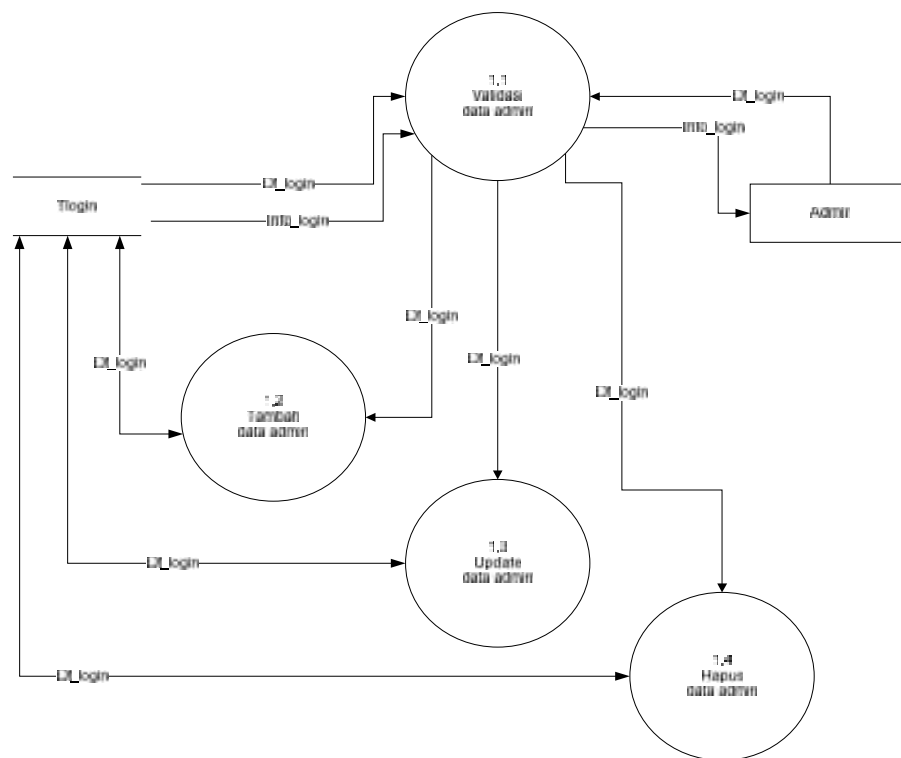 1.1
Validasi
data admin
Dt_login
Info_login
Dt_login
Tlogin
Info_login
Admin
Dt_login
Dt_login
Dt_login
Dt_login
1.2
Tambah
data admin
1.3
Update
data admin
Dt_login
1.4
Hapus
data admin
Dt_login